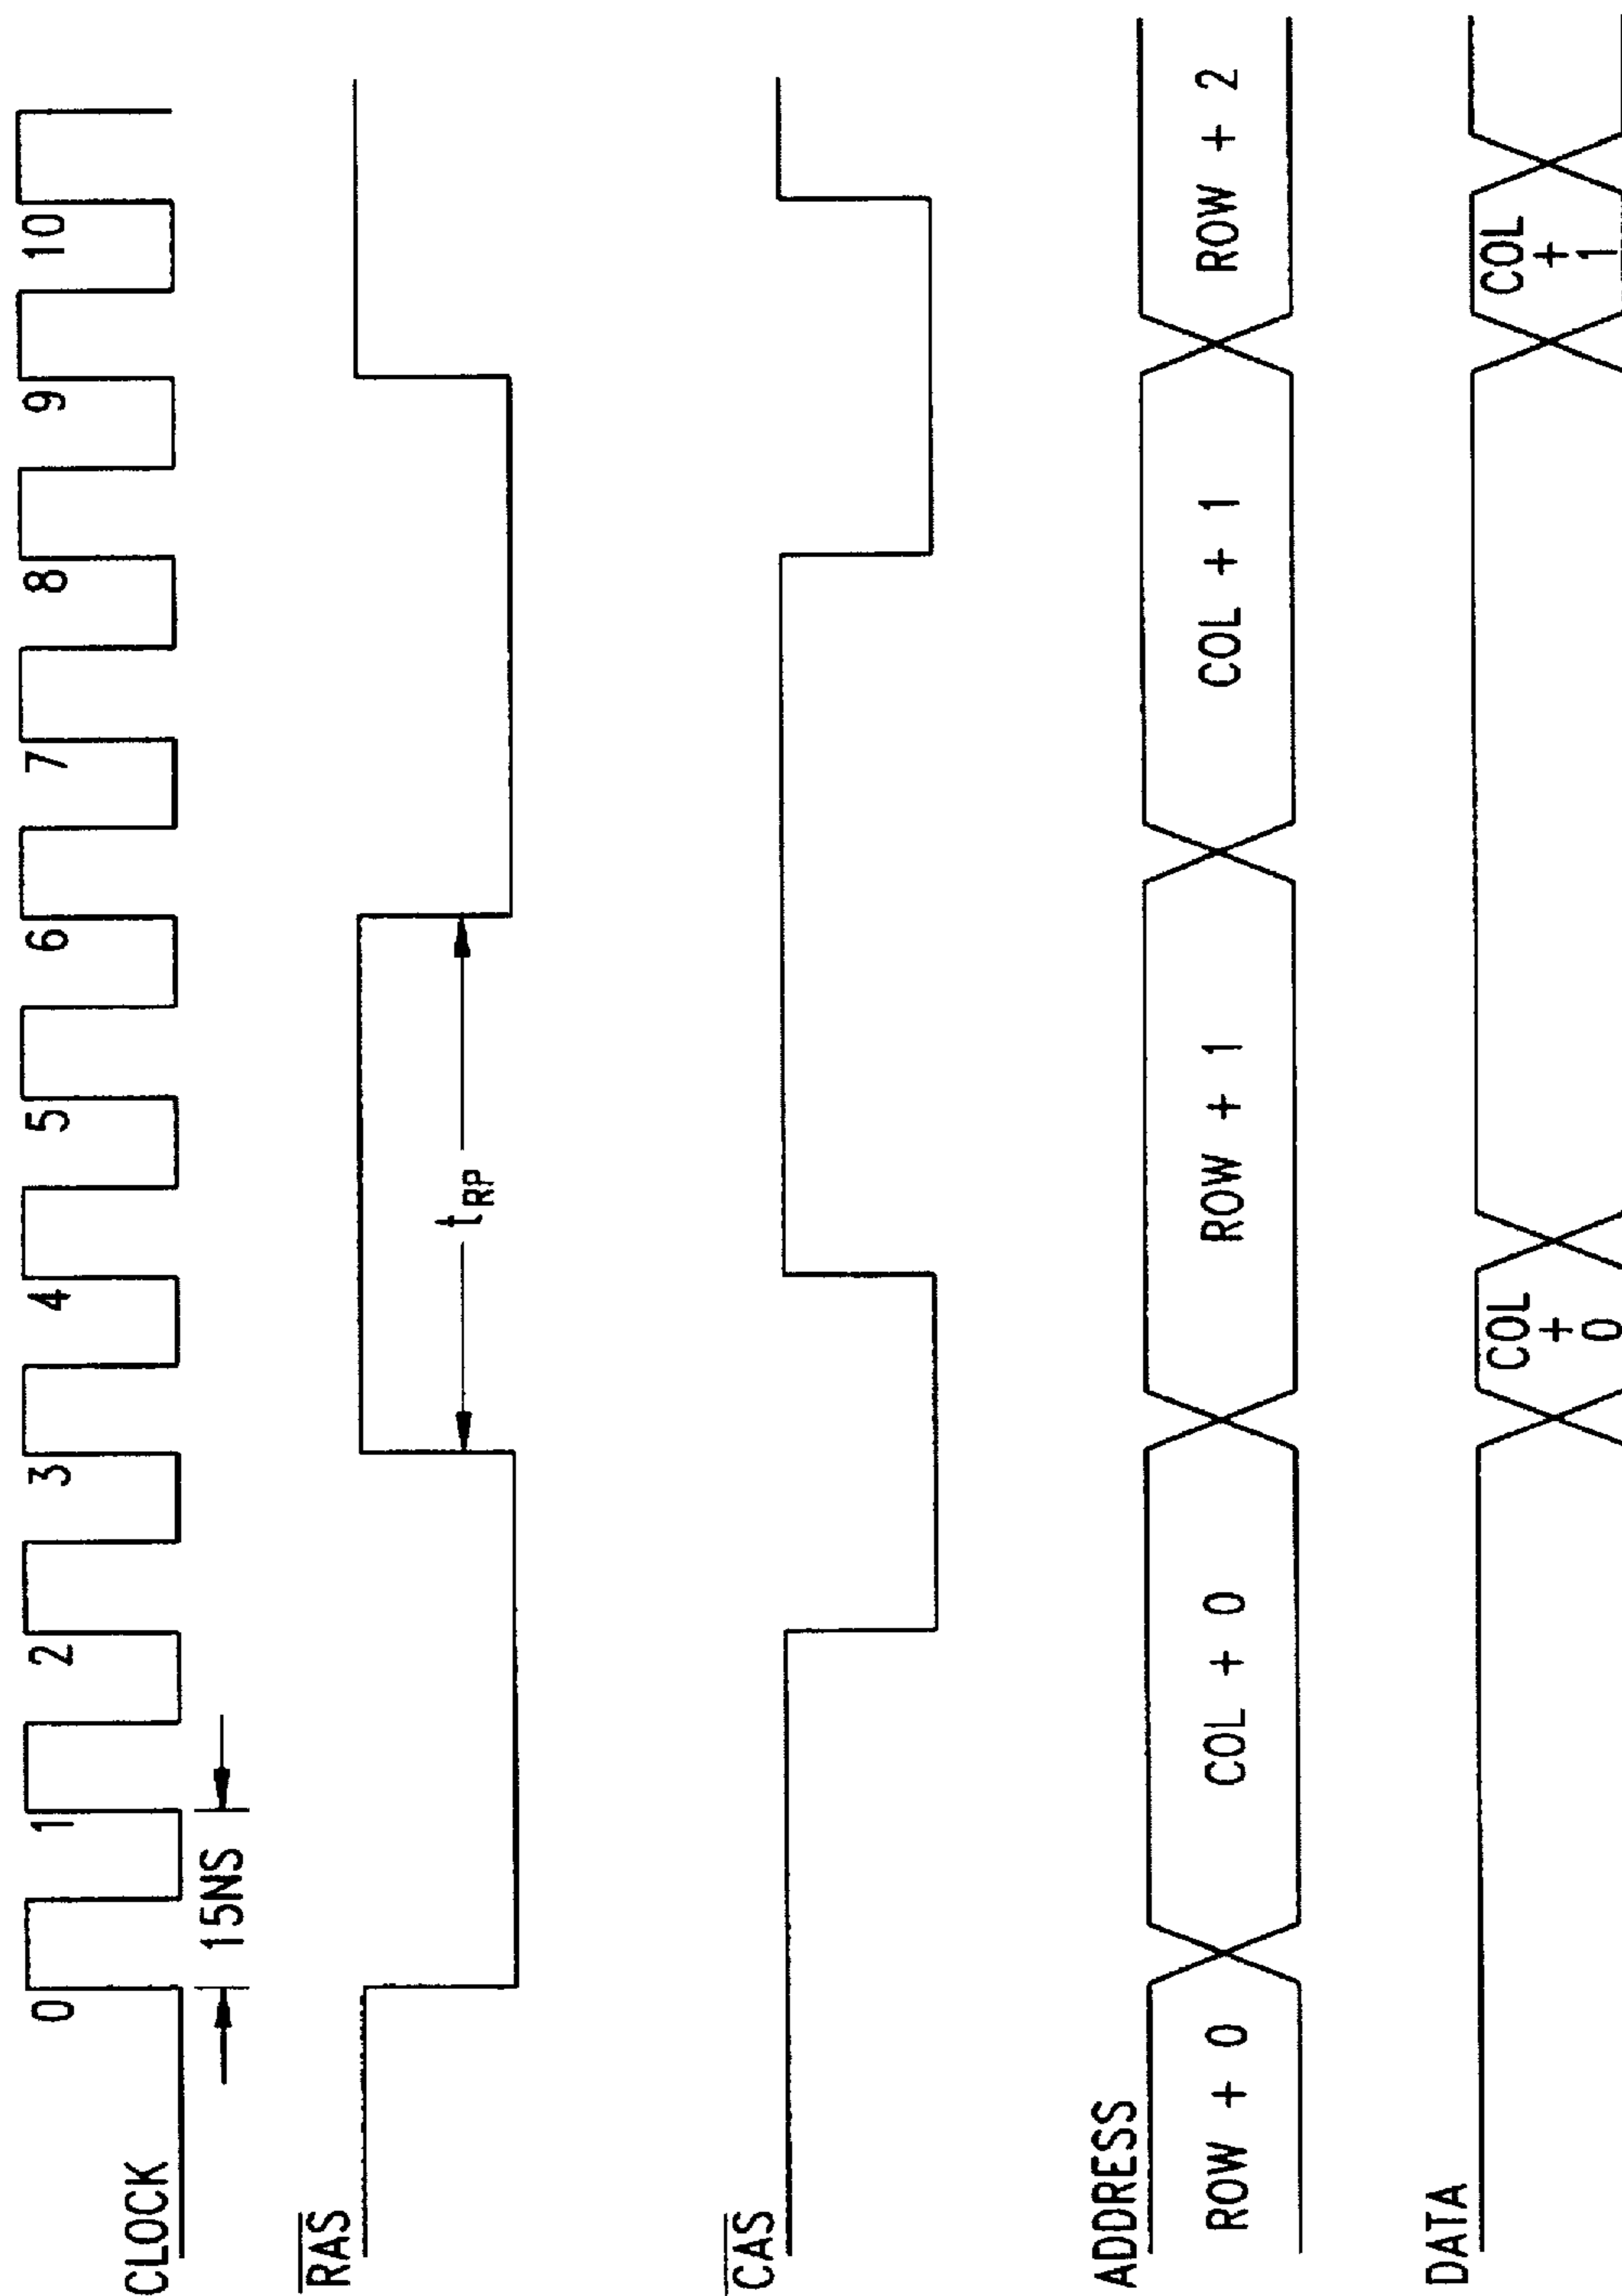 0 1 2 3 4 5 6 7 8 9 10
CLOCK
15NS
RAS
t RP
CAS
ADDRESS
ROW + 0 COL + 0 ROW + 1 COL + 1 ROW + 2
DATA
COL + 0 COL + 1